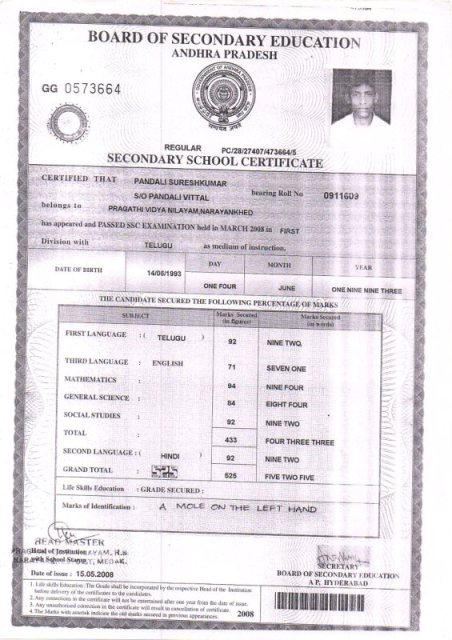 BOARD OF SECONDARY EDUCATION
ANDHRA PRADESH
GG 0573664
REGULAR PC/28/27407/473664/5
SECONDARY SCHOOL CERTIFICATE
CERTIFIED THAT PANDALI SURESHKUMAR
S/O PANDALI VITTAL bearing Roll No 0911609
belongs to PRAGATHI VIDYA NILAYAM,NARAYANKHED
has appeared and PASSED SSC EXAMINATION held in MARCH 2008 in FIRST
Division with TELUGU as medium of instruction.
DATE OF BIRTH 14/06/1993 DAY MONTH YEAR
ONE FOUR JUNE ONE NINE NINE THREE
THE CANDIDATE SECURED THE FOLLOWING PERCENTAGE OF MARKS
SUBJECT Marks Secured (in figures) Marks Secured (in words)
FIRST LANGUAGE : ( TELUGU ) 92 NINE TWO
THIRD LANGUAGE : ENGLISH 71 SEVEN ONE
MATHEMATICS : 94 NINE FOUR
GENERAL SCIENCE : 84 EIGHT FOUR
SOCIAL STUDIES : 92 NINE TWO
TOTAL : 433 FOUR THREE THREE
SECOND LANGUAGE : ( HINDI ) 92 NINE TWO
GRAND TOTAL : 525 525 FIVE TWO FIVE
Life Skills Education : GRADE SECURED :
Marks of Identification : A MOLE ON THE LEFT HAND
HEAD MASTER
Head of Institution
with School Stamp MEDAK.
Date of issue : 15.05.2008
SECRETARY
BOARD OF SECONDARY EDUCATION
A.P. HYDERABAD
1. Life skills Education : The Grade shall be incorporated by the respective Head of the Institution
before delivery of the certificates to the candidates.
2. Any corrections in the certificate will not be entertained after one year from the date of issue.
3. Any unauthorised correction in the certificate will result in cancellation of certificate.
4. The Marks with asterisk indicate the old marks secured in previous appearances. 2008